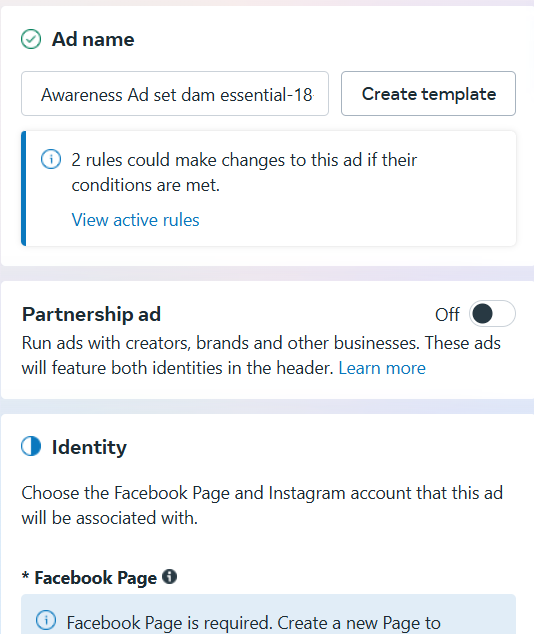 Ad name
Awareness Ad set dam essential-18
Create template
2 rules could make changes to this ad if their
conditions are met.
View active rules
Partnership ad
Off
Run ads with creators, brands and other businesses. These ads
will feature both identities in the header. Learn more
Identity
Choose the Facebook Page and Instagram account that this ad
will be associated with.
* Facebook Page
Facebook Page is required. Create a new Page to